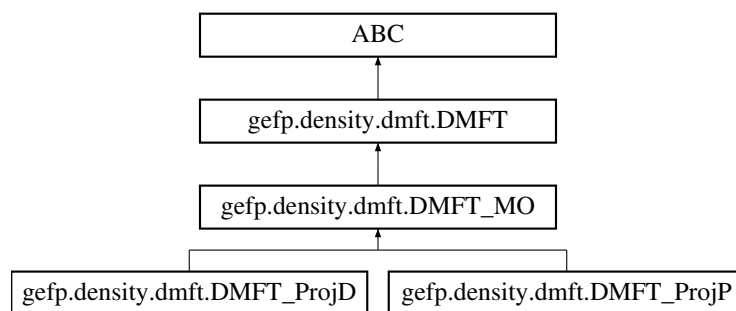 ABC
gefp.density.dmft.DMFT
gefp.density.dmft.DMFT_MO
gefp.density.dmft.DMFT_ProjD
gefp.density.dmft.DMFT_ProjP